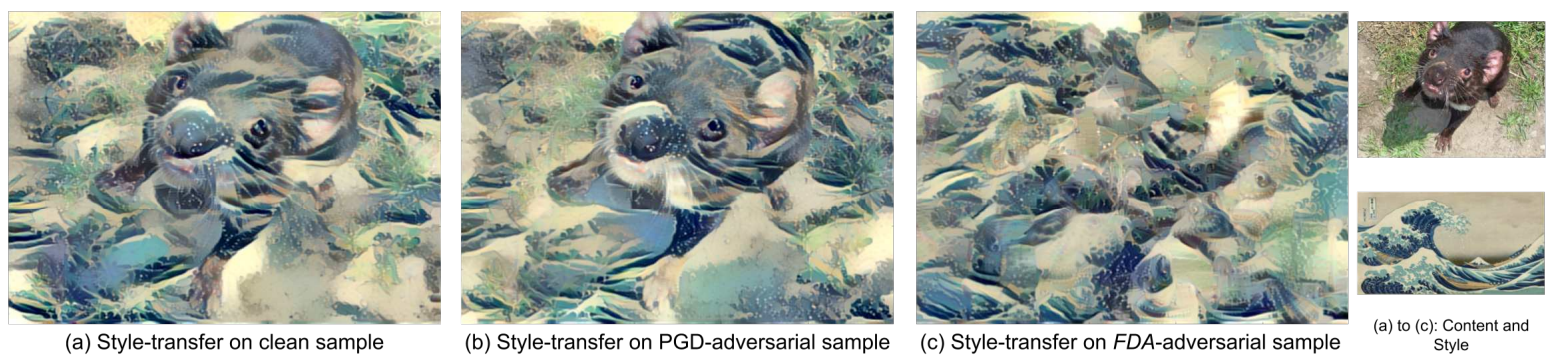 (a) Style-transfer on clean sample
(b) Style-transfer on PGD-adversarial sample
(c) Style-transfer on FDA-adversarial sample
(a) to (c): Content and
Style